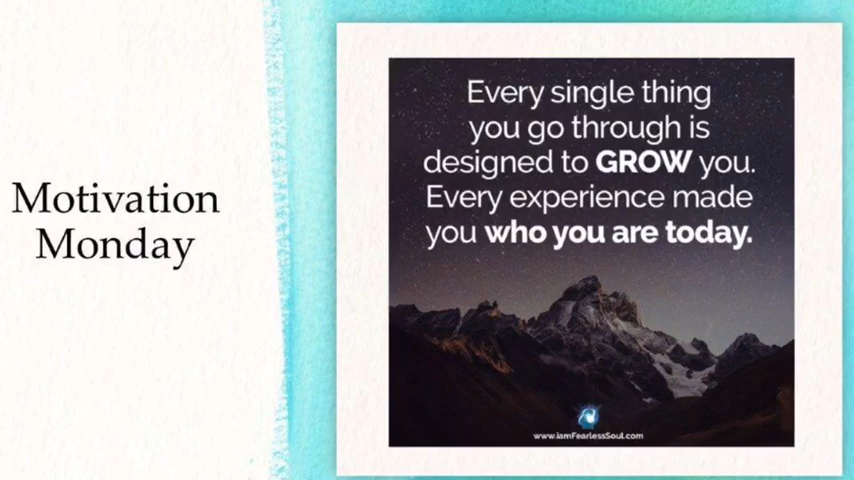 Motivation
Monday
Every single thing
you go through is
designed to GROW you.
Every experience made
you who you are today.
www.iamFearlessSoul.com